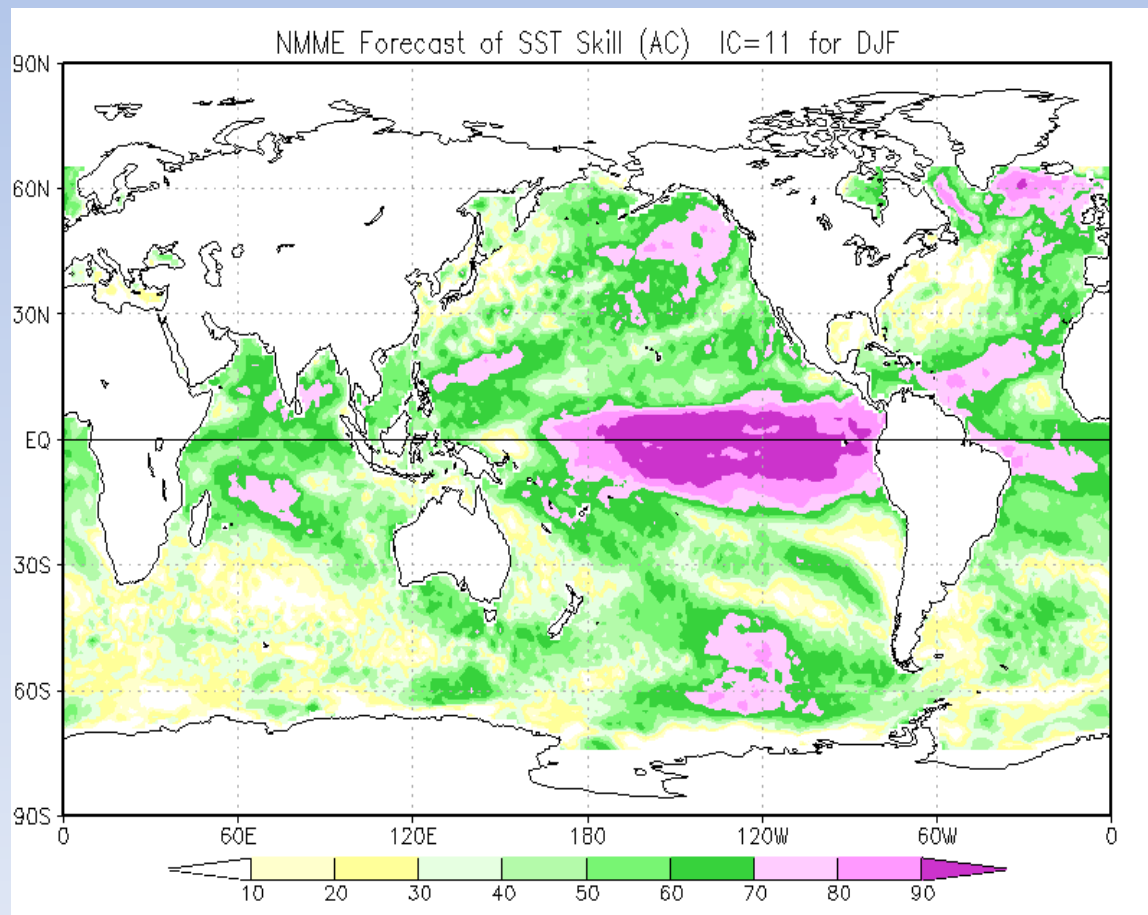 NMME Forecast of SST Skill (AC) IC=11 for DJF
90N
60N
30N
EQ
30S
60S
90S
0 60E 120E 180 120W 60W 0
10 20 30 40 50 60 70 80 90